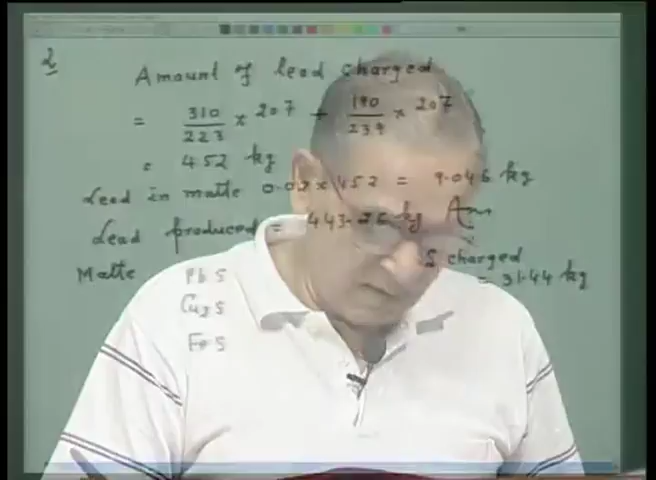 2
Amount of lead charged
= 310/223 × 207 + 190/239 × 207
= 452 kg
Lead in matte 0.02 × 452 = 9.046 kg
Lead produced = 443.26 kg Ans
S charged
Matte PbS = 31.44 kg
Cu2S
FeS